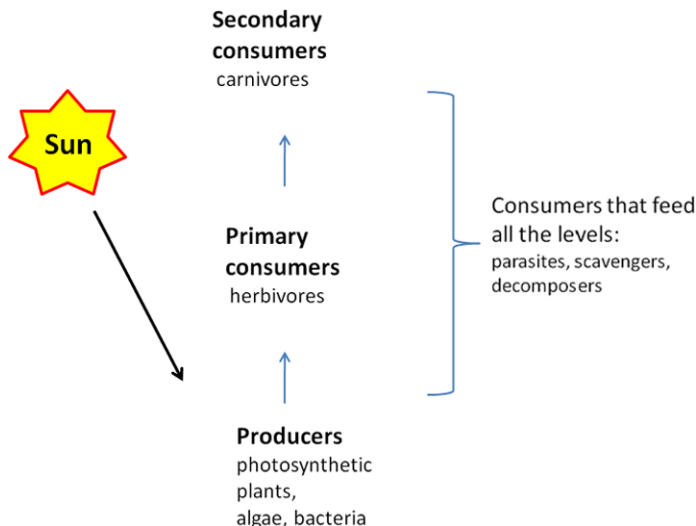 Secondary
consumers
carnivores
Sun
Primary
consumers
herbivores
Consumers that feed
all the levels:
parasites, scavengers,
decomposers
Producers
photosynthetic
plants,
algae, bacteria